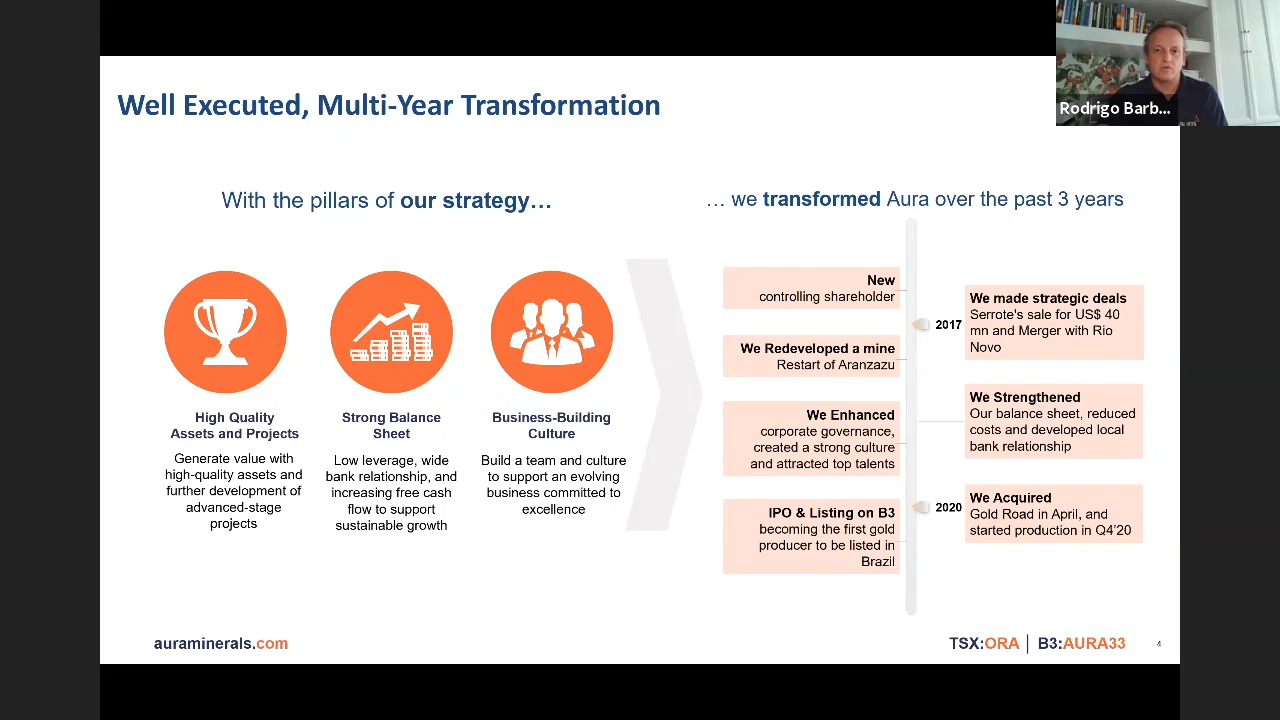 Well Executed, Multi-Year Transformation
Rodrigo Barb...
With the pillars of our strategy…
High Quality
Assets and Projects
Generate value with
high-quality assets and
further development of
advanced-stage
projects
Strong Balance
Sheet
Low leverage, wide
bank relationship, and
increasing free cash
flow to support
sustainable growth
Business-Building
Culture
Build a team and culture
to support an evolving
business committed to
excellence
… we transformed Aura over the past 3 years
New
controlling shareholder
2017
We made strategic deals
Serrote's sale for US$ 40
mn and Merger with Rio
Novo
We Redeveloped a mine
Restart of Aranzazu
We Strengthened
Our balance sheet, reduced
costs and developed local
bank relationship
We Enhanced
corporate governance,
created a strong culture
and attracted top talents
2020
We Acquired
Gold Road in April, and
started production in Q4'20
IPO & Listing on B3
becoming the first gold
producer to be listed in
Brazil
auraminerals.com
TSX:ORA | B3:AURA33
4